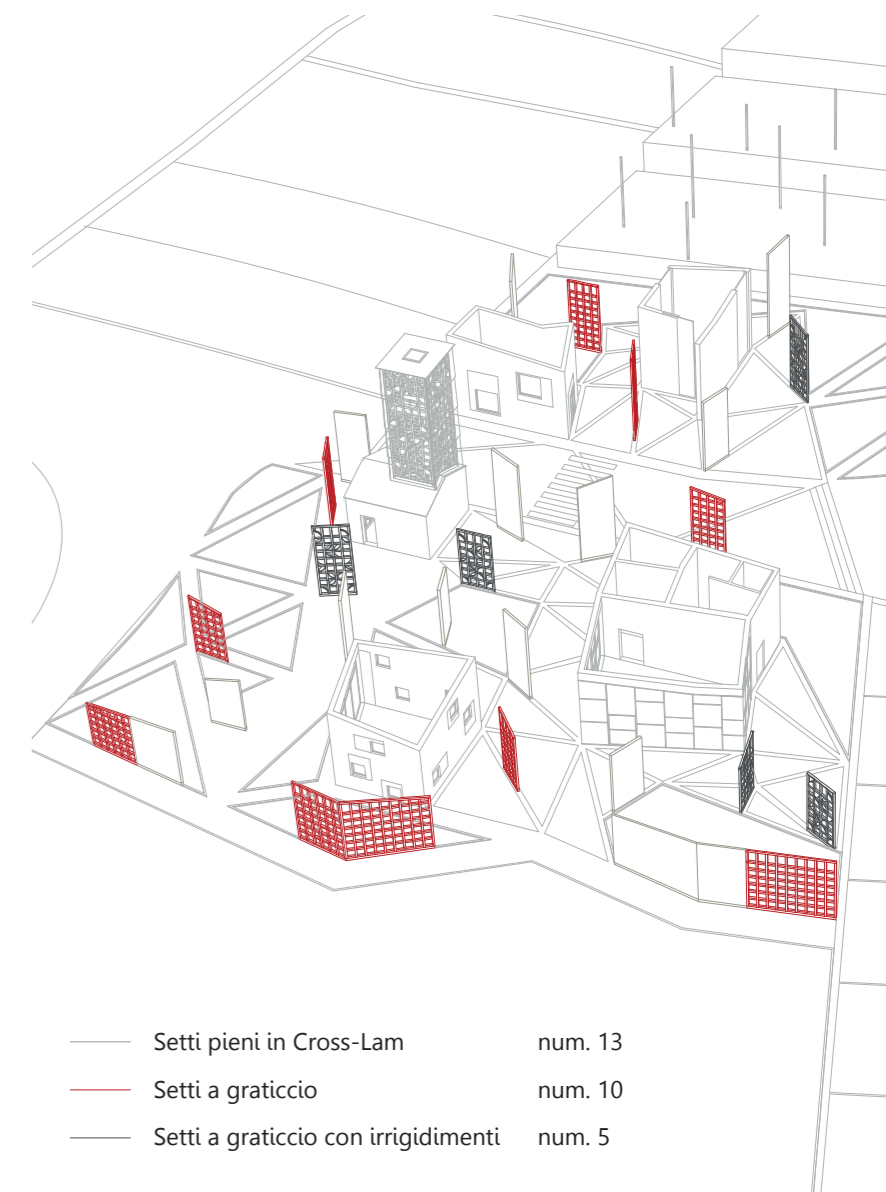 Setti pieni in Cross-Lam num. 13
Setti a graticcio num. 10
Setti a graticcio con irrigidimenti num. 5